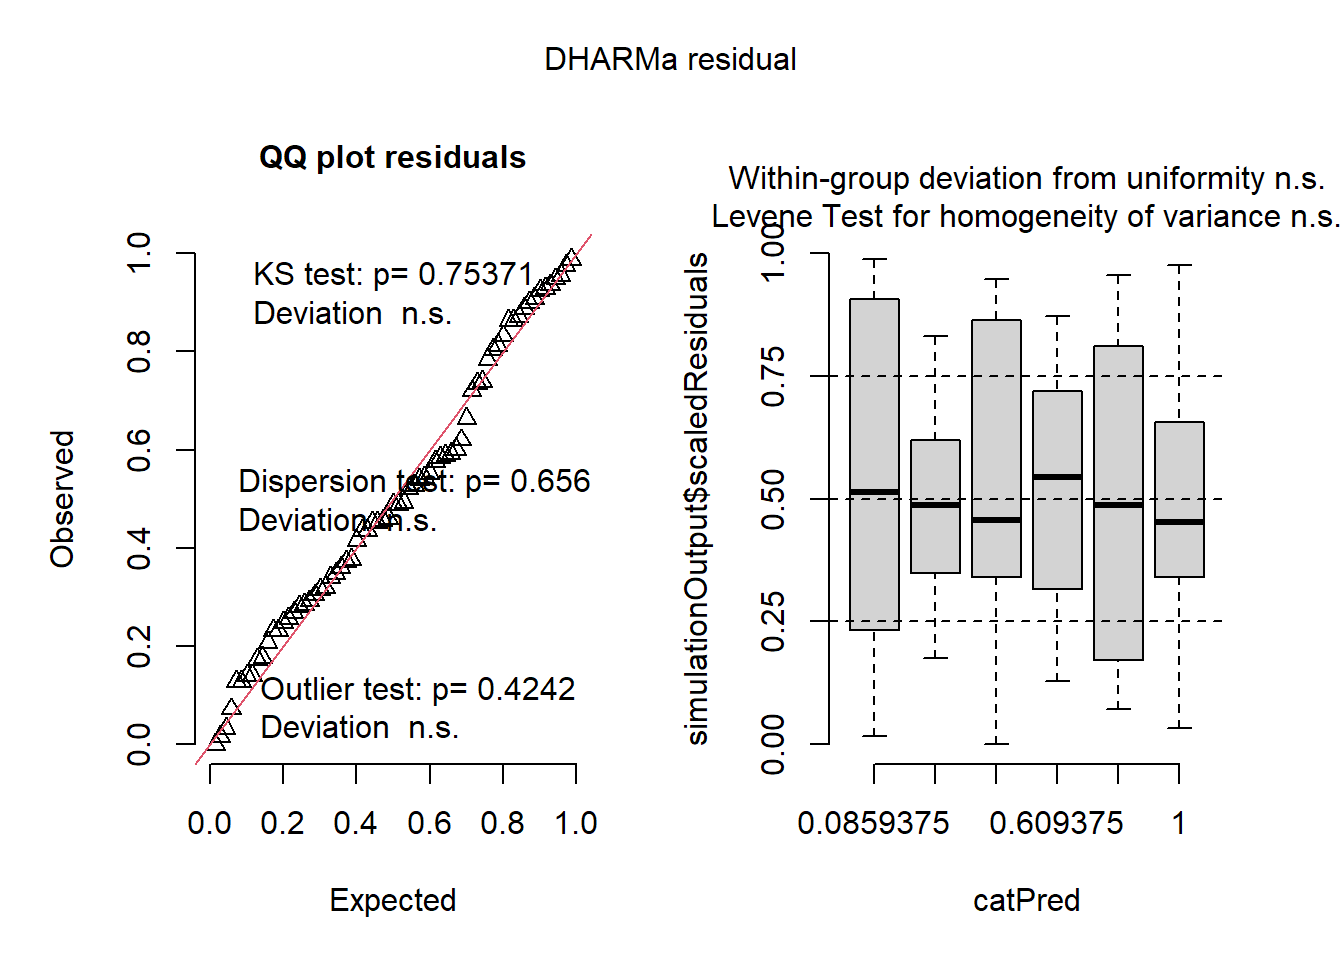 DHARMa residual
QQ plot residuals
KS test: p= 0.75371
Deviation  n.s.
Dispersion test: p= 0.656
Deviation  n.s.
Outlier test: p= 0.4242
Deviation  n.s.
Observed
0.0
0.2
0.4
0.6
0.8
1.0
0.0 0.2 0.4 0.6 0.8 1.0
Expected
Within-group deviation from uniformity n.s.
Levene Test for homogeneity of variance n.s.
simulationOutput$scaledResiduals
0.00
0.25
0.50
0.75
1.00
0.0859375 0.609375 1
catPred